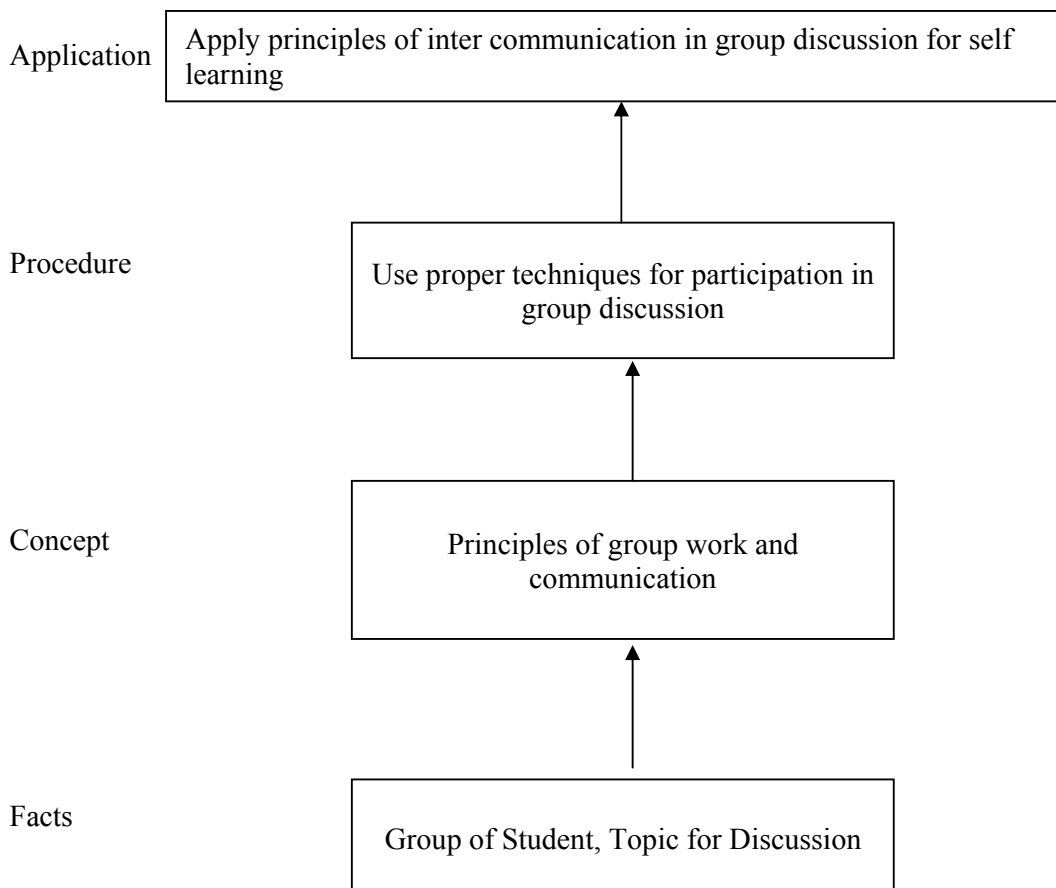 Application
Apply principles of inter communication in group discussion for self
learning
Procedure
Use proper techniques for participation in
group discussion
Concept
Principles of group work and
communication
Facts
Group of Student, Topic for Discussion